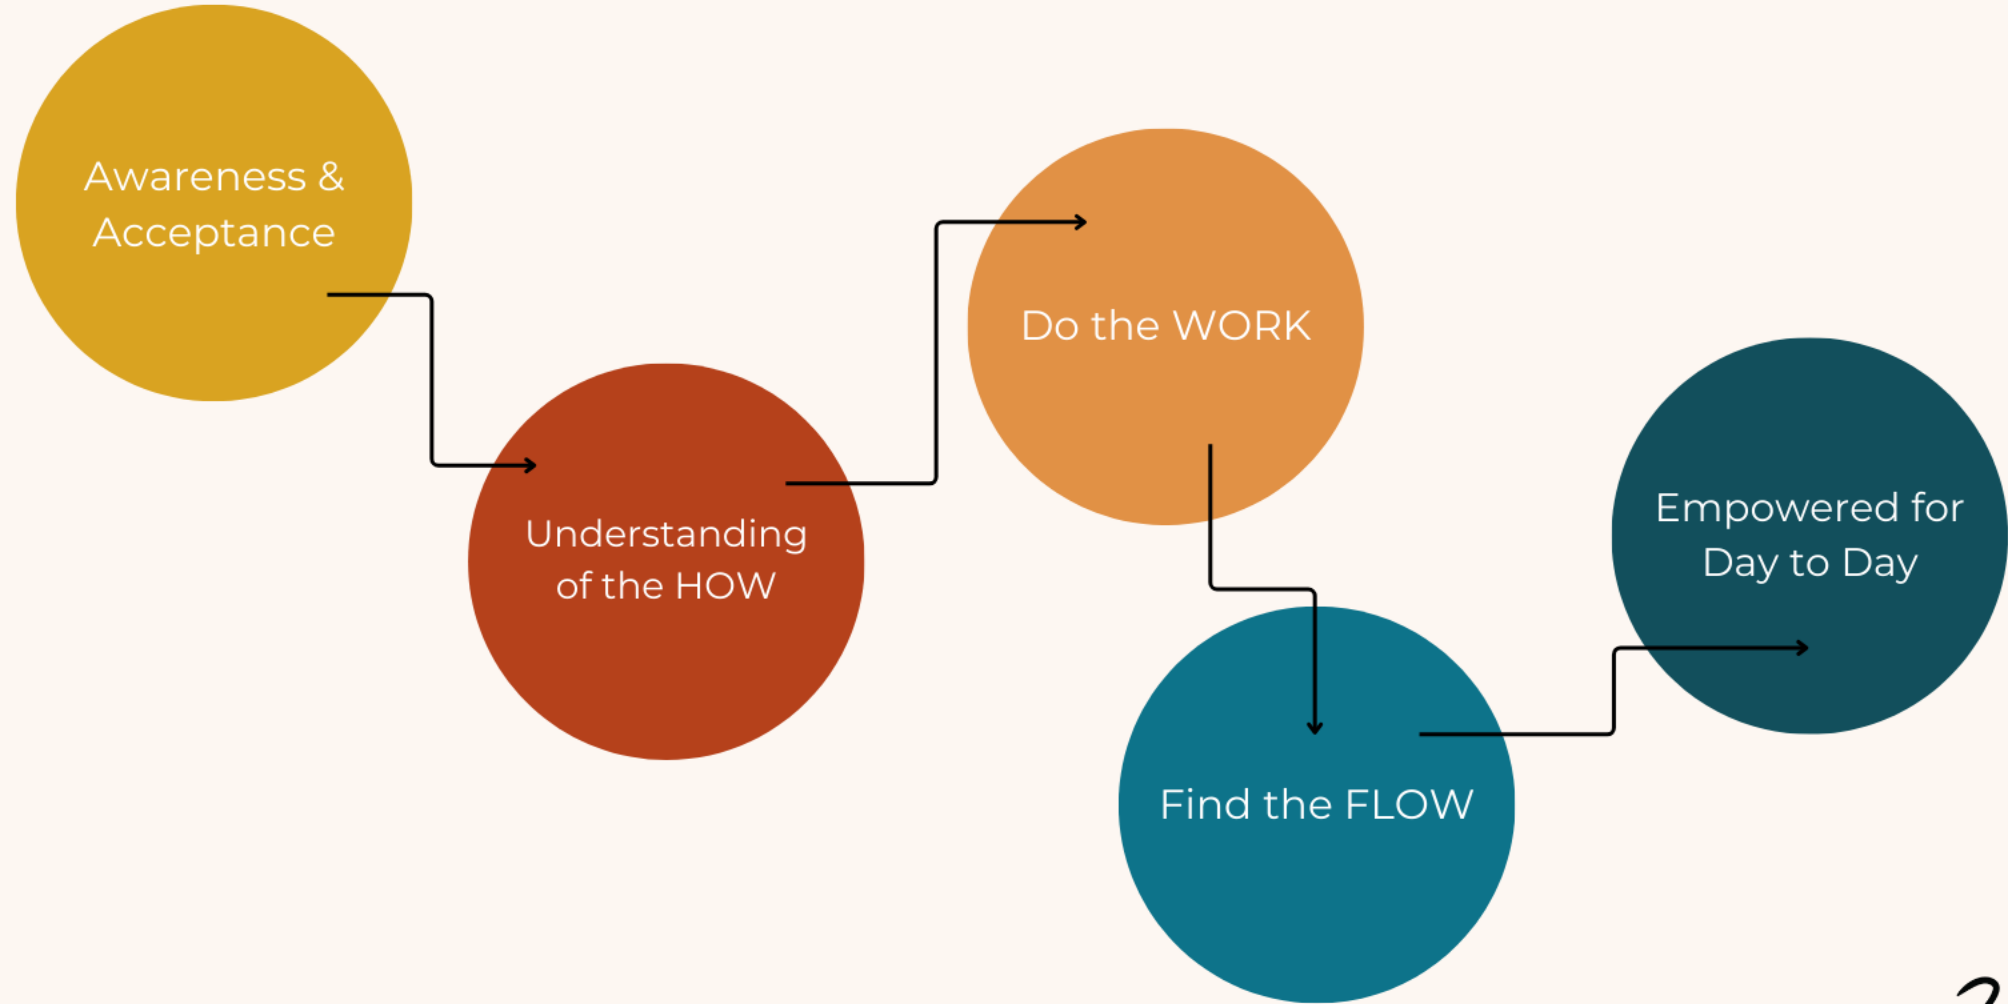 Awareness &
Acceptance
Understanding
of the HOW
Do the WORK
Find the FLOW
Empowered for
Day to Day